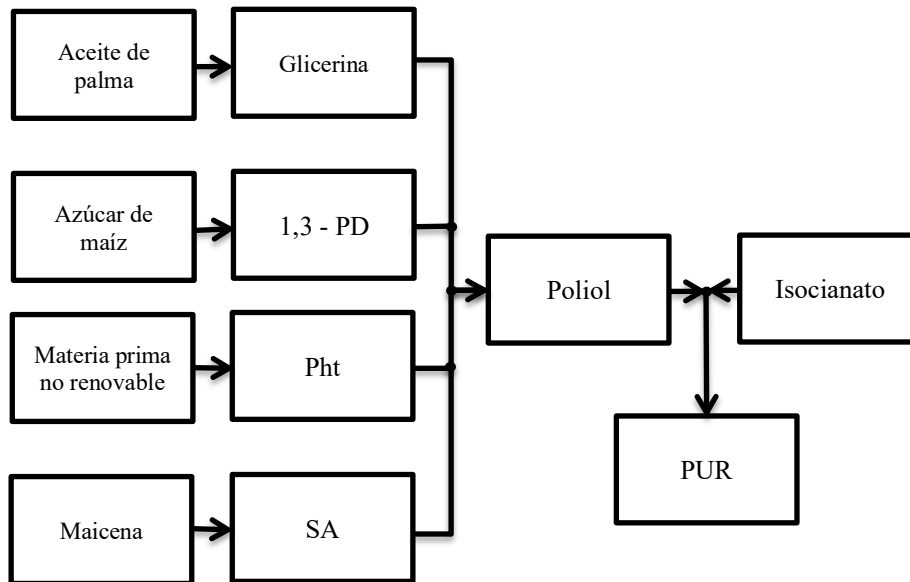 Aceite de
palma
Glicerina
Azúcar de
maíz
1,3 - PD
Poliol
Isocianato
Materia prima
no renovable
Pht
PUR
Maicena
SA